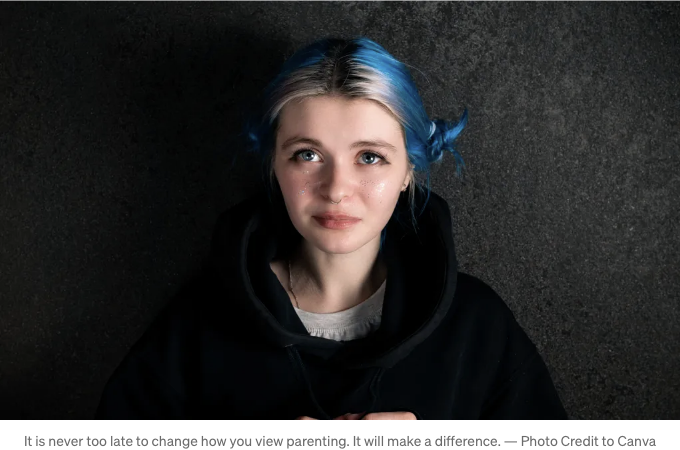 It is never too late to change how you view parenting. It will make a difference. — Photo Credit to Canva